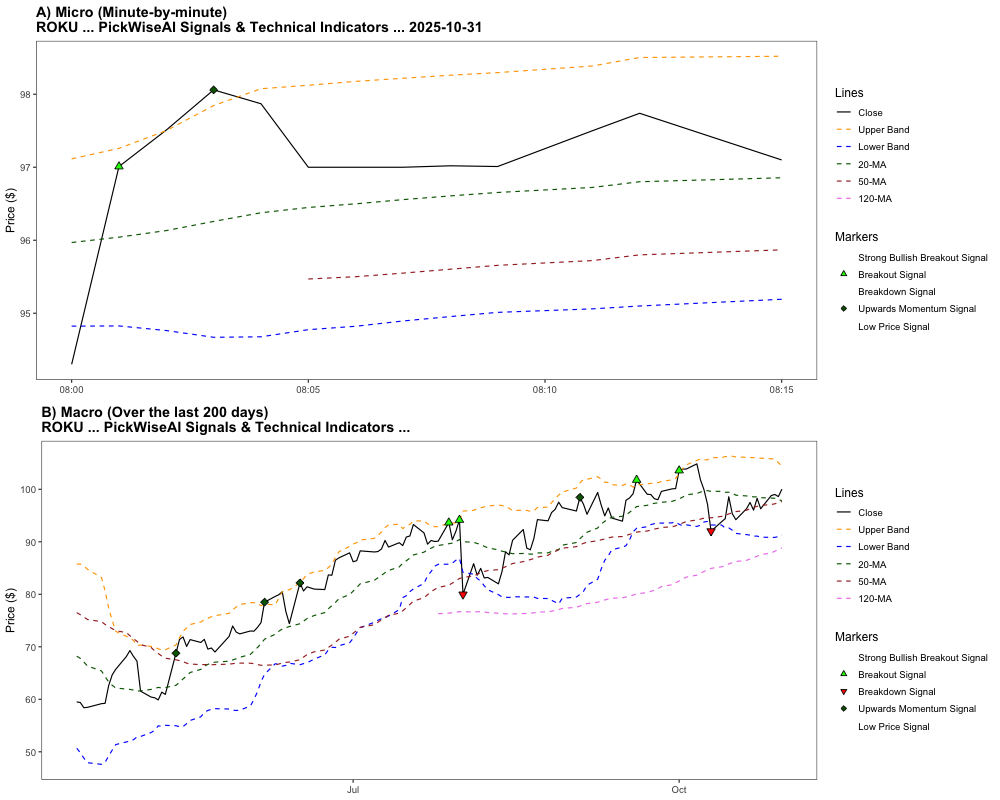 A) Micro (Minute-by-minute)
ROKU ... PickWiseAI Signals & Technical Indicators ... 2025-10-31
Price ($)
98
97
96
95
08:00
08:05
08:10
08:15
Lines
Close
Upper Band
Lower Band
20-MA
50-MA
120-MA
Markers
Strong Bullish Breakout Signal
Breakout Signal
Breakdown Signal
Upwards Momentum Signal
Low Price Signal
B) Macro (Over the last 200 days)
ROKU ... PickWiseAI Signals & Technical Indicators ...
Price ($)
100
90
80
70
60
50
Jul
Oct
Lines
Close
Upper Band
Lower Band
20-MA
50-MA
120-MA
Markers
Strong Bullish Breakout Signal
Breakout Signal
Breakdown Signal
Upwards Momentum Signal
Low Price Signal